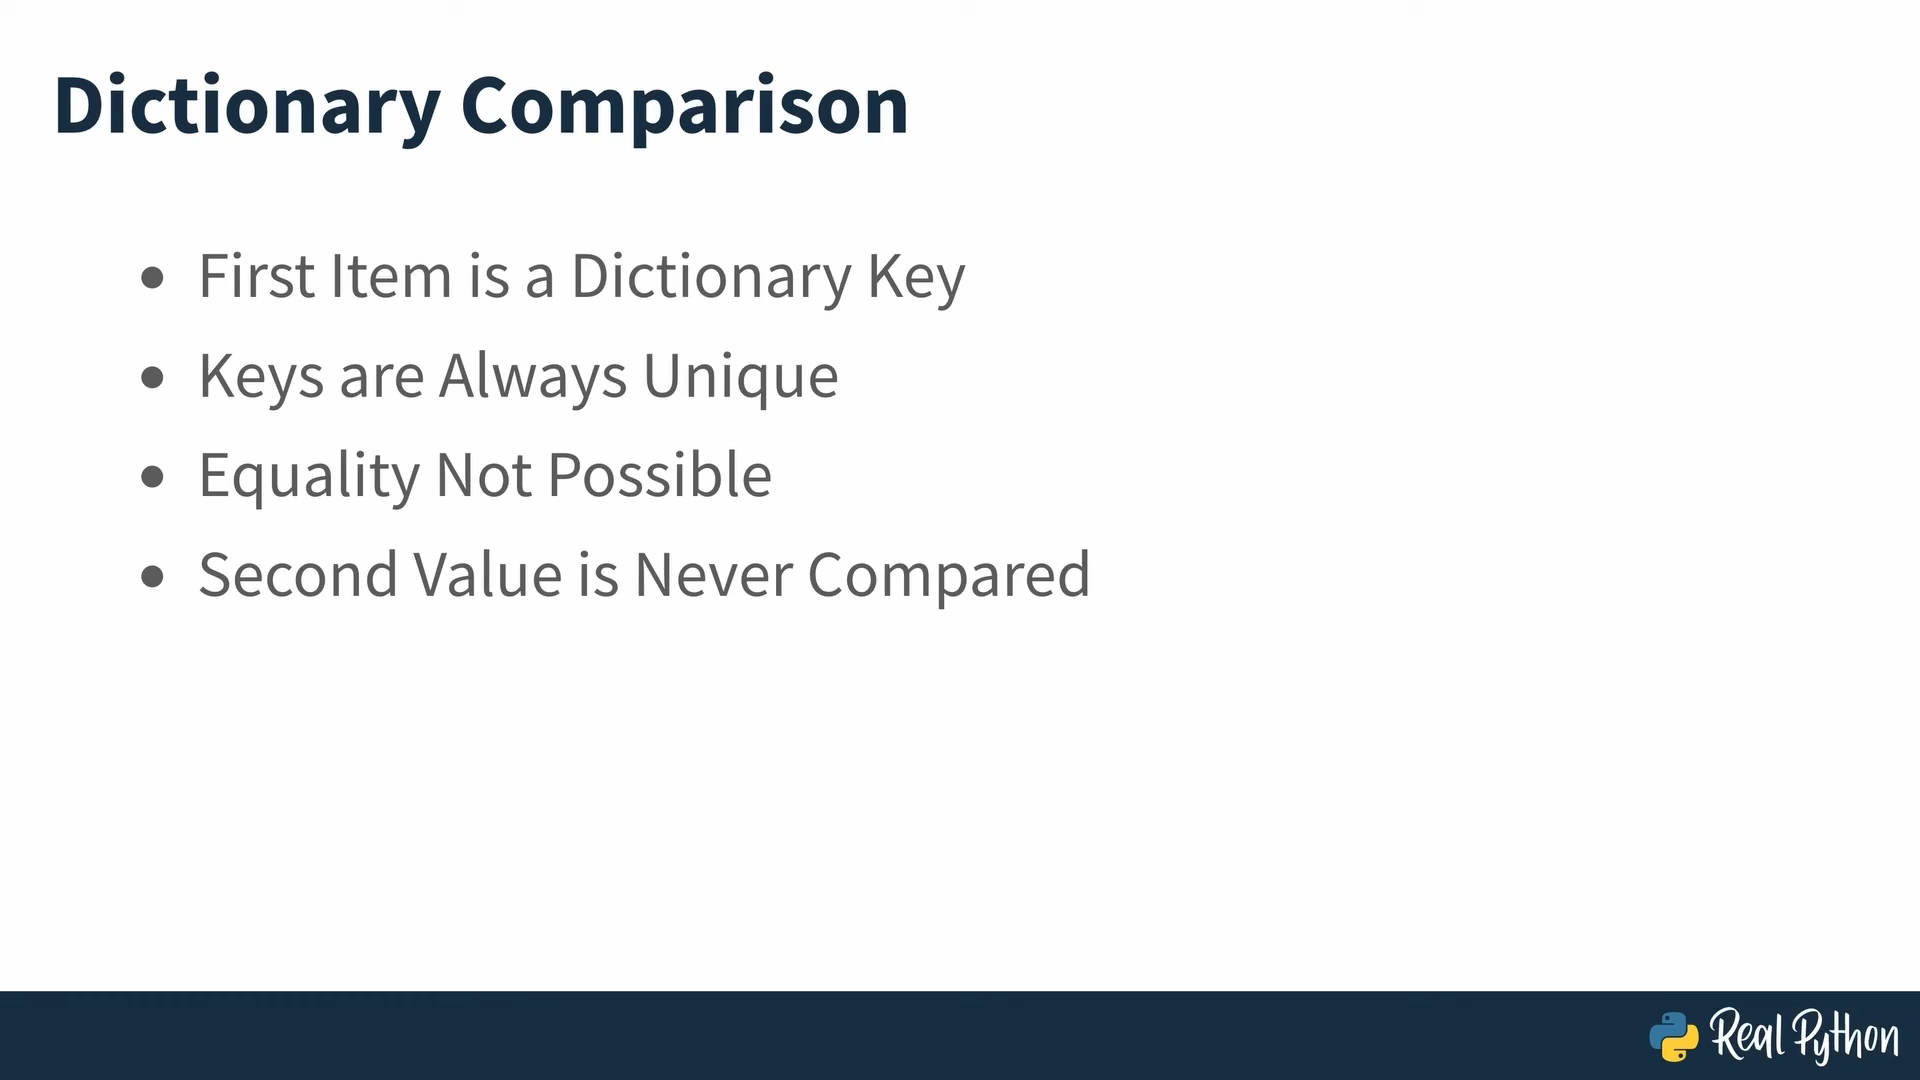 Dictionary Comparison
• First Item is a Dictionary Key
• Keys are Always Unique
• Equality Not Possible
• Second Value is Never Compared
Real Python